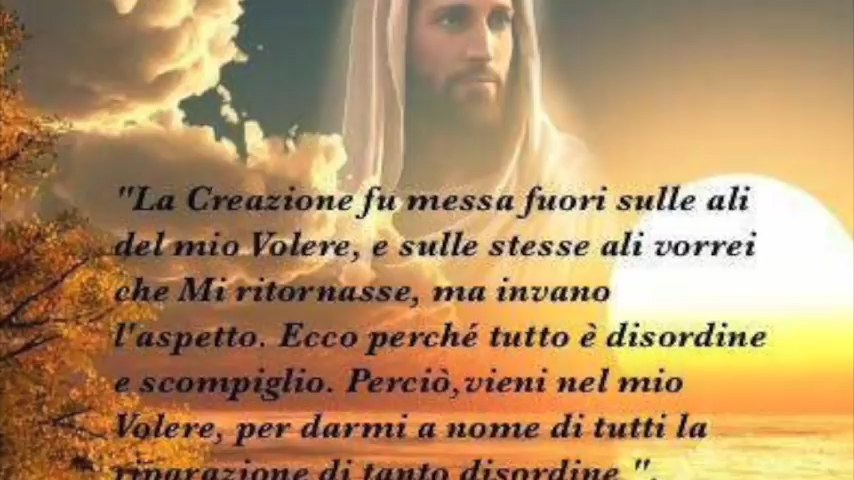 "La Creazione fu messa fuori sulle ali
del mio Volere, e sulle stesse ali vorrei
che Mi ritornasse, ma invano
l'aspetto. Ecco perché tutto è disordine
e scompiglio. Perciò,vieni nel mio
Volere, per darmi a nome di tutti la
riparazione di tanto disordine ".